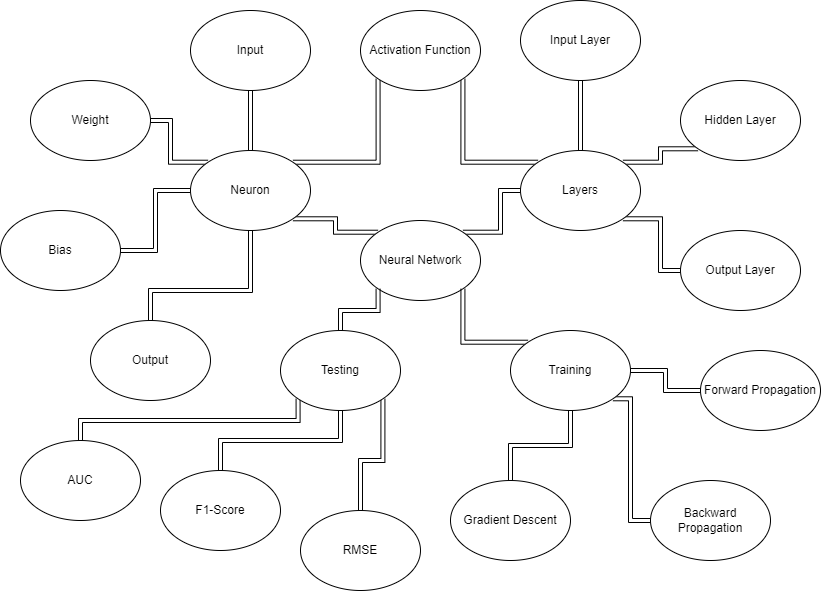 Input
Activation Function
Input Layer
Weight
Hidden Layer
Neuron
Layers
Bias
Neural Network
Output Layer
Output
Testing
Training
Forward Propagation
AUC
F1-Score
RMSE
Gradient Descent
Backward
Propagation